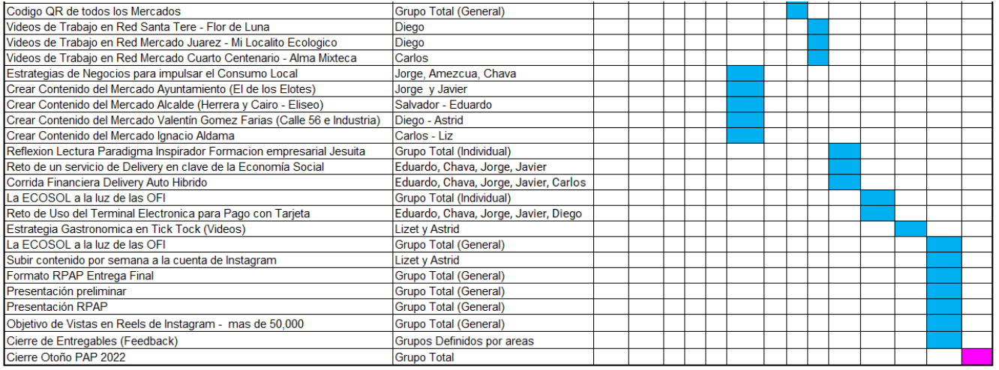 Codigo QR de todos los Mercados Grupo Total (General)
Videos de Trabajo en Red Santa Tere - Flor de Luna Diego
Videos de Trabajo en Red Mercado Juarez - Mi Localito Ecologico Diego
Videos de Trabajo en Red Mercado Cuarto Centenario - Alma Mixteca Carlos
Estrategias de Negocios para impulsar el Consumo Local Jorge, Amezcua, Chava
Crear Contenido del Mercado Ayuntamiento (El de los Elotes) Jorge y Javier
Crear Contenido del Mercado Alcalde (Herrera y Cairo - Eliseo) Salvador - Eduardo
Crear Contenido del Mercado Valentín Gomez Farias (Calle 56 e Industria) Diego - Astrid
Crear Contenido del Mercado Ignacio Aldama Carlos - Liz
Reflexion Lectura Paradigma Inspirador Formacion empresarial Jesuita Grupo Total (Individual)
Reto de un servicio de Delivery en clave de la Economía Social Eduardo, Chava, Jorge, Javier
Corrida Financiera Delivery Auto Hibrido Eduardo, Chava, Jorge, Javier, Carlos
La ECOSOL a la luz de las OFI Grupo Total (Individual)
Reto de Uso del Terminal Electronica para Pago con Tarjeta Eduardo, Chava, Jorge, Javier, Diego
Estrategia Gastronomica en Tick Tock (Videos) Lizet y Astrid
La ECOSOL a la luz de las OFI Grupo Total (General)
Subir contenido por semana a la cuenta de Instagram Lizet y Astrid
Formato RPAP Entrega Final Grupo Total (General)
Presentación preliminar Grupo Total (General)
Presentación RPAP Grupo Total (General)
Objetivo de Vistas en Reels de Instagram - mas de 50,000 Grupo Total (General)
Cierre de Entregables (Feedback) Grupos Definidos por areas
Cierre Otoño PAP 2022 Grupo Total